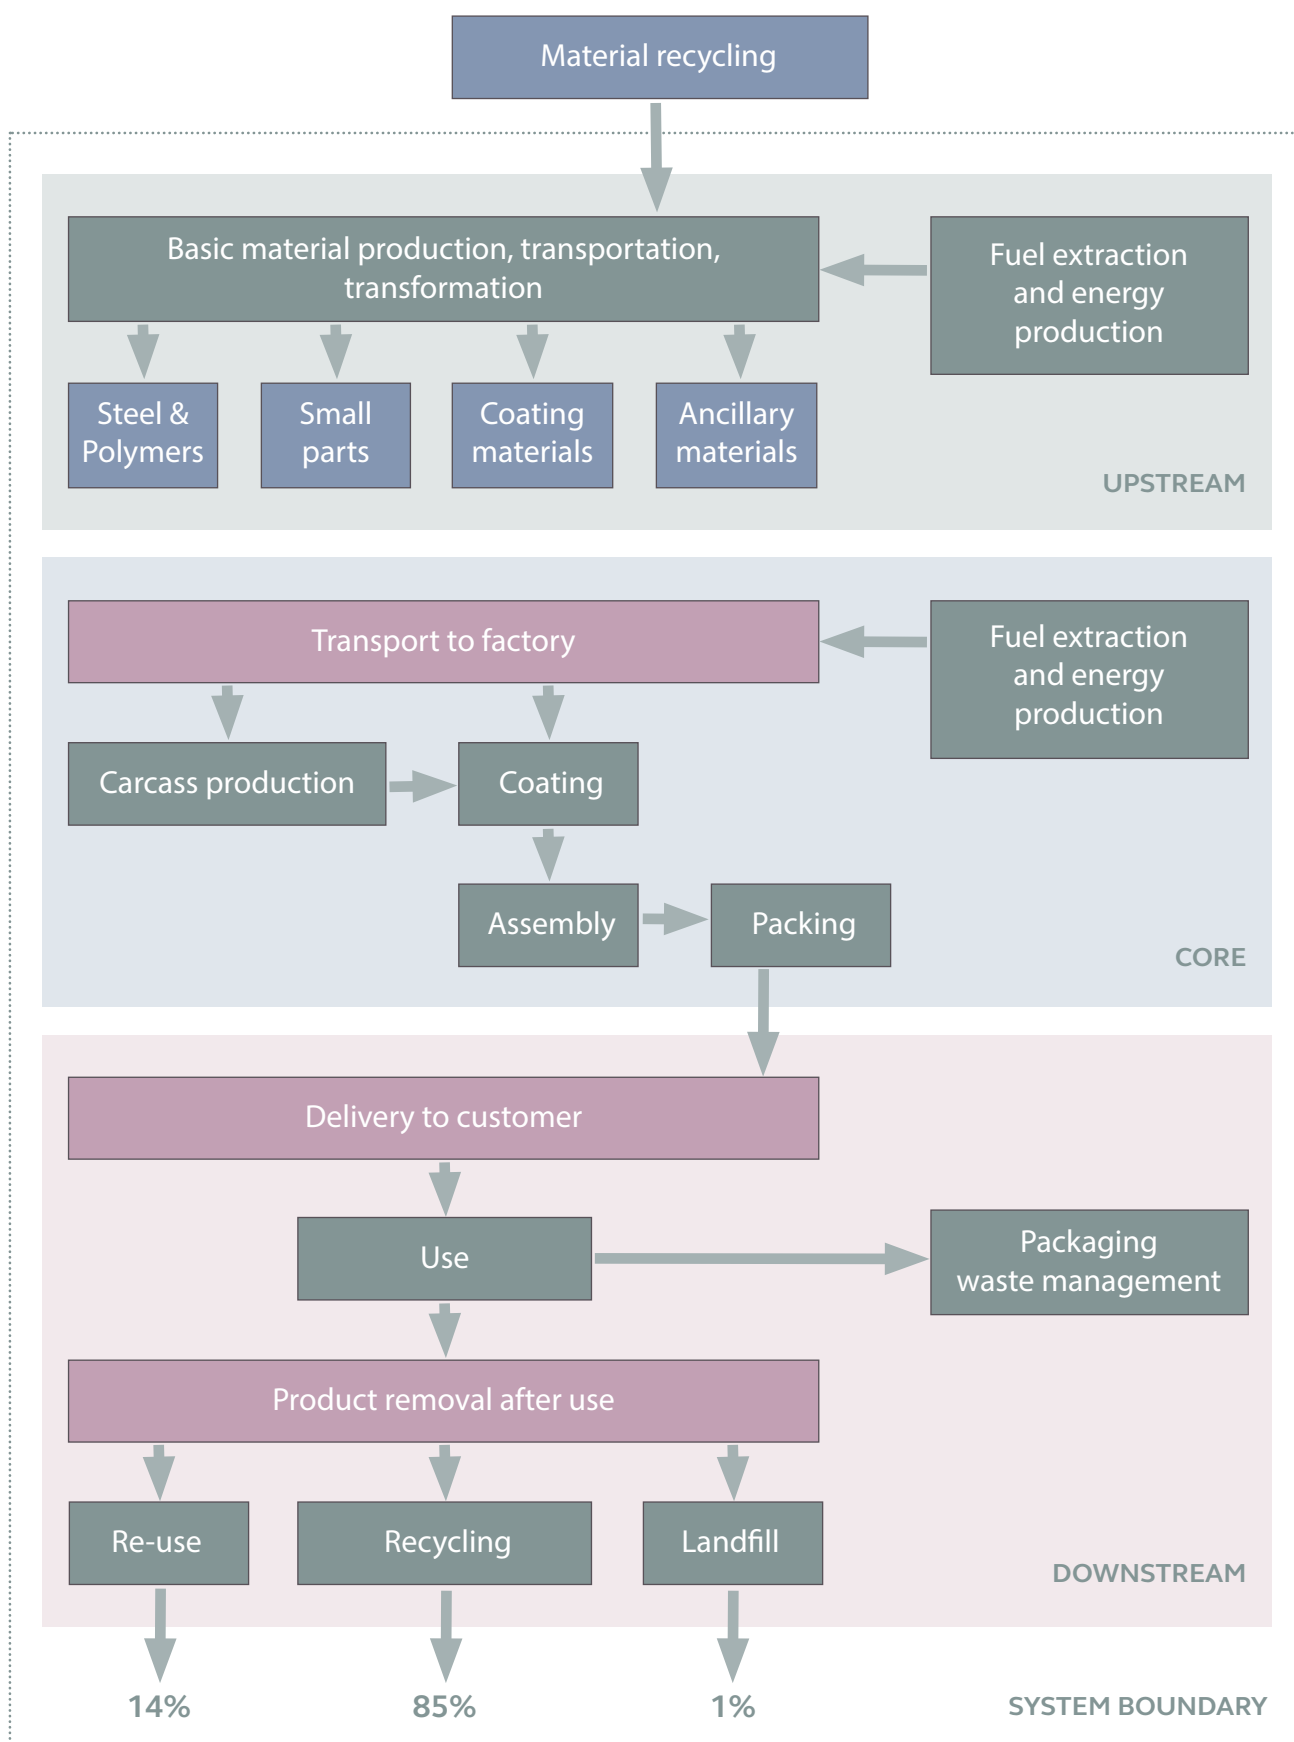 Material recycling
Basic material production, transportation,
transformation
Fuel extraction
and energy
production
Steel &
Polymers
Small
parts
Coating
materials
Ancillary
materials
UPSTREAM
Transport to factory
Fuel extraction
and energy
production
Carcass production
Coating
Assembly
Packing
CORE
Delivery to customer
Use
Packaging
waste management
Product removal after use
Re-use
Recycling
Landfill
DOWNSTREAM
14%
85%
1%
SYSTEM BOUNDARY